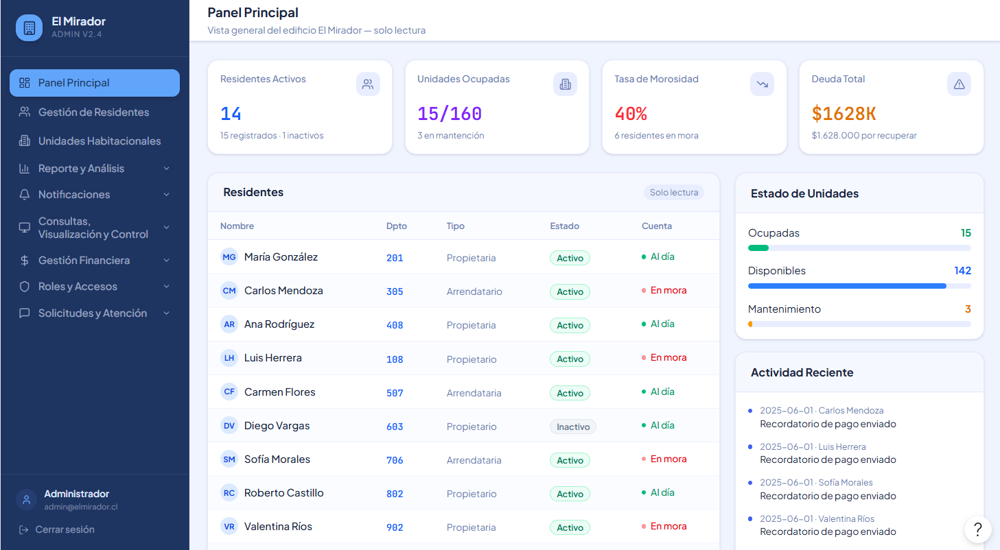 El Mirador
ADMIN V2.4
Panel Principal
Gestión de Residentes
Unidades Habitacionales
Reporte y Análisis
Notificaciones
Consultas,
Visualización y Control
Gestión Financiera
Roles y Accesos
Solicitudes y Atención
Administrador
admin@elmirador.cl
Cerrar sesión
Panel Principal
Vista general del edificio El Mirador — solo lectura
Residentes Activos
14
15 registrados · 1 inactivos
Unidades Ocupadas
15/160
3 en mantención
Tasa de Morosidad
40%
6 residentes en mora
Deuda Total
$1628K
$1.628.000 por recuperar
Residentes Solo lectura
Nombre Dpto Tipo Estado Cuenta
MG María González 201 Propietaria Activo Al día
CM Carlos Mendoza 305 Arrendatario Activo En mora
AR Ana Rodríguez 408 Propietaria Activo Al día
LH Luis Herrera 108 Propietario Activo En mora
CF Carmen Flores 507 Arrendataria Activo Al día
DV Diego Vargas 603 Propietario Inactivo Al día
SM Sofía Morales 706 Arrendataria Activo En mora
RC Roberto Castillo 802 Propietario Activo Al día
VR Valentina Ríos 902 Propietaria Activo En mora
Estado de Unidades
Ocupadas 15
Disponibles 142
Mantenimiento 3
Actividad Reciente
2025-06-01 · Carlos Mendoza
Recordatorio de pago enviado
2025-06-01 · Luis Herrera
Recordatorio de pago enviado
2025-06-01 · Sofía Morales
Recordatorio de pago enviado
2025-06-01 · Valentina Ríos
Recordatorio de pago enviado
?